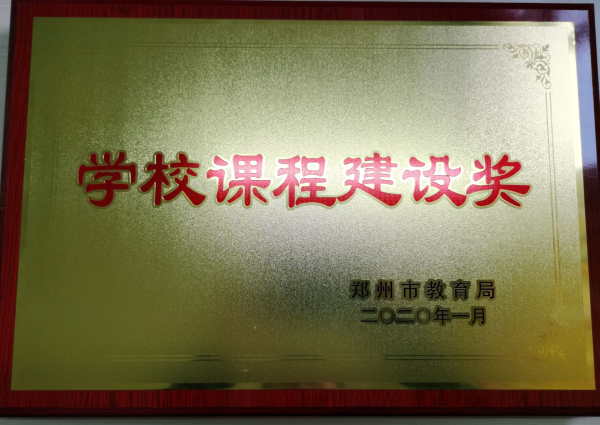 学校课程建设奖
郑州市教育局
二〇二〇年一月